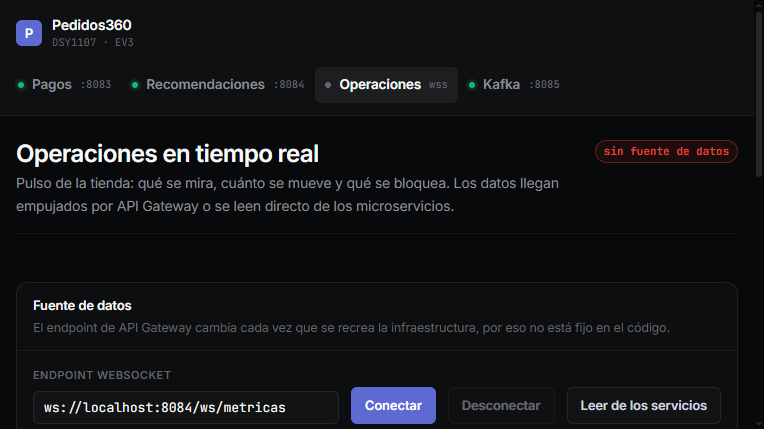 P
Pedidos360
DSY1107 · EV3
Pagos :8083
Recomendaciones :8084
Operaciones wss
Kafka :8085
Operaciones en tiempo real
sin fuente de datos
Pulso de la tienda: qué se mira, cuánto se mueve y qué se bloquea. Los datos llegan
empujados por API Gateway o se leen directo de los microservicios.
Fuente de datos
El endpoint de API Gateway cambia cada vez que se recrea la infraestructura, por eso no está fijo en el código.
ENDPOINT WEBSOCKET
ws://localhost:8084/ws/metricas
Conectar
Desconectar
Leer de los servicios